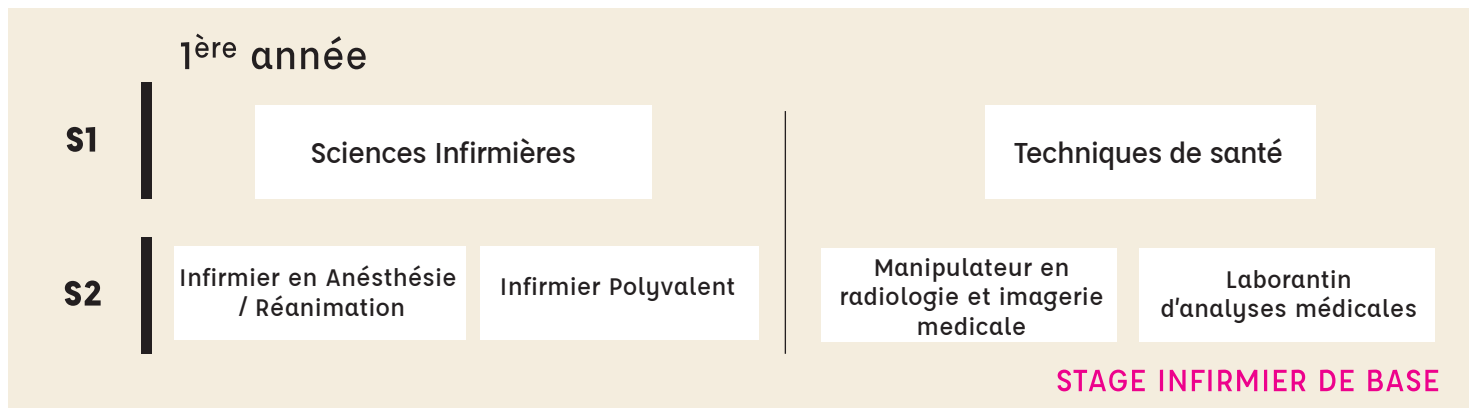 1ère année
S1
Sciences Infirmières
Techniques de santé
S2
Infirmier en Anésthésie
/ Réanimation
Infirmier Polyvalent
Manipulateur en
radiologie et imagerie
medicale
Laborantin
d'analyses médicales
STAGE INFIRMIER DE BASE